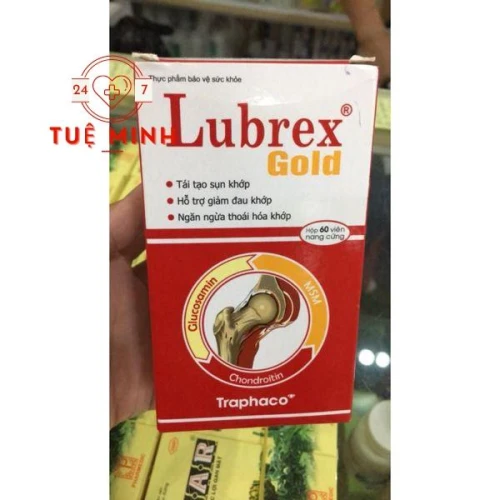 24 7
TUỆ MINH
Thực phẩm bảo vệ sức khỏe
Lubrex®
Gold
• Tái tạo sụn khớp
• Hỗ trợ giảm đau khớp
• Ngăn ngừa thoái hóa khớp
Hộp 60 viên
nang cứng
Glucosamin
MSM
Chondroitin
Traphaco